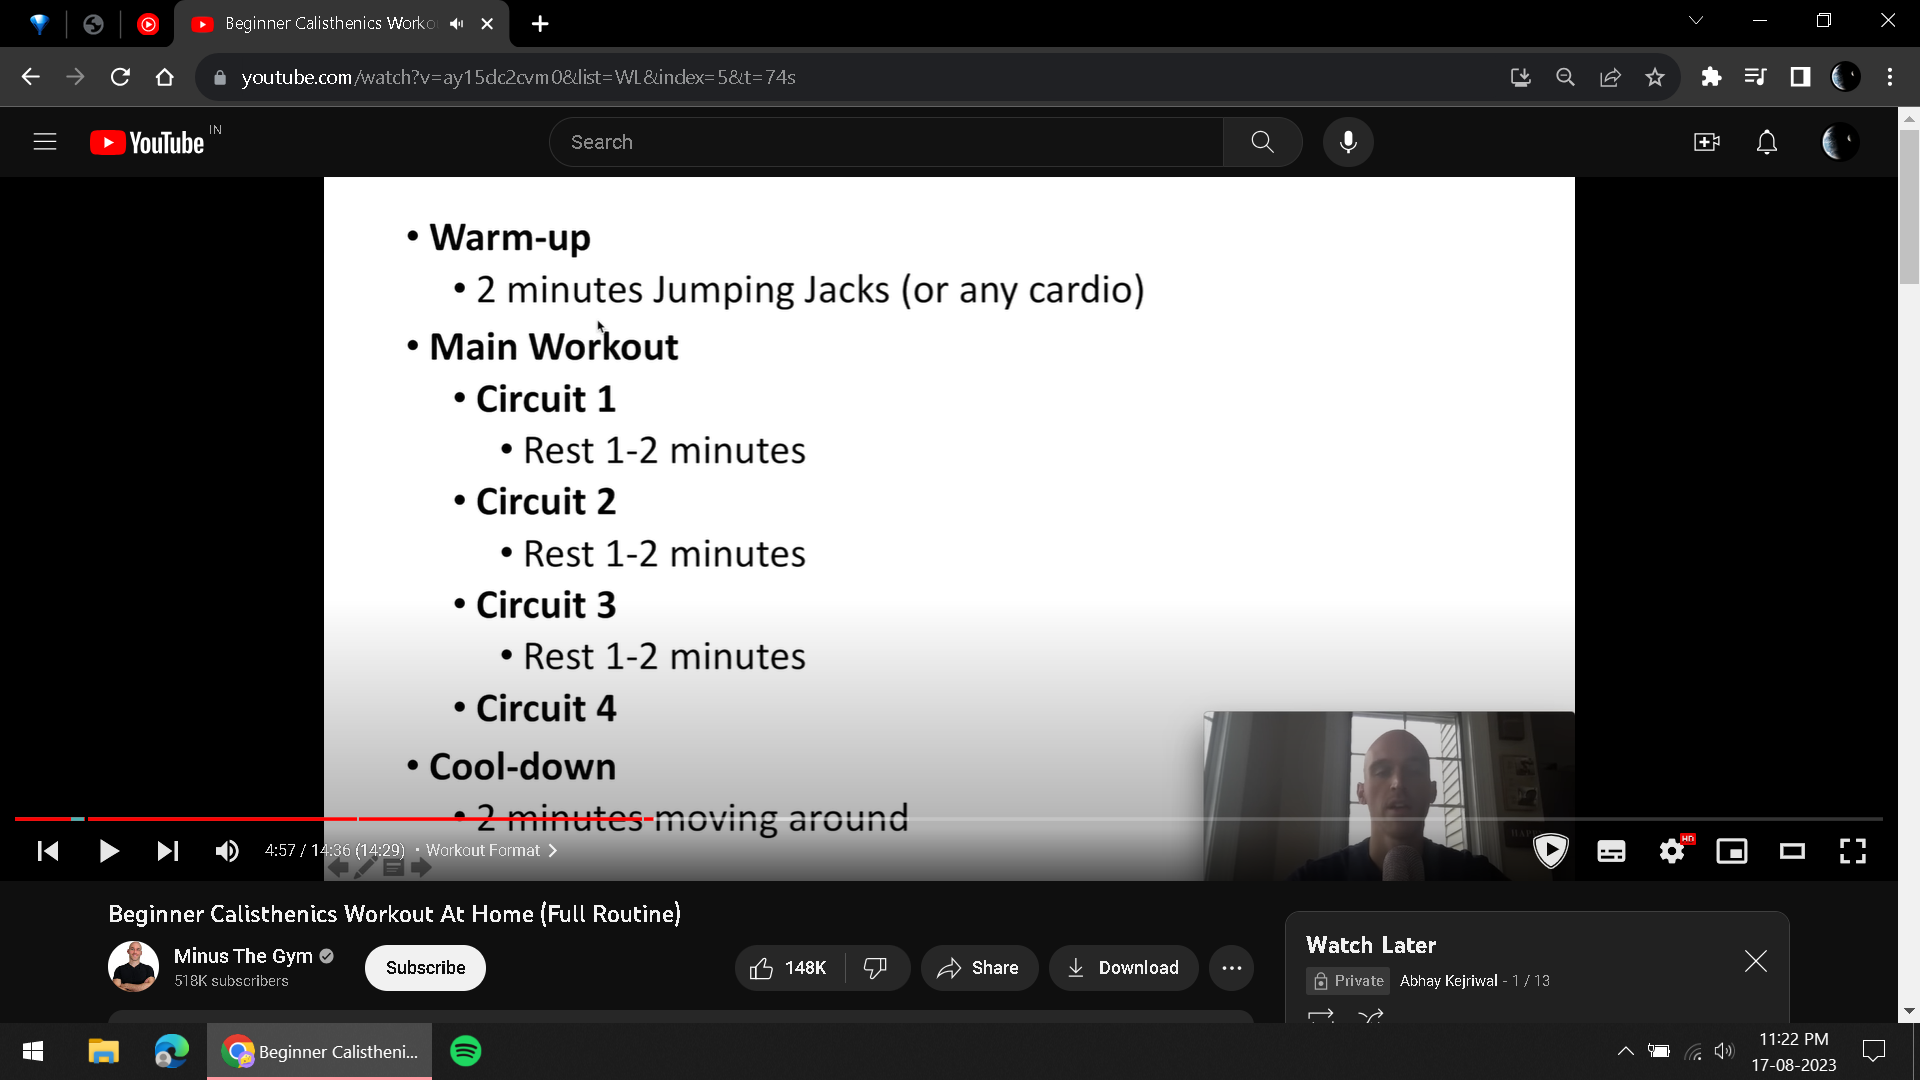 Beginner Calisthenics Worko
youtube.com/watch?v=ay15dc2cvm0&list=WL&index=5&t=74s
YouTube IN
Search
• Warm-up
• 2 minutes Jumping Jacks (or any cardio)
• Main Workout
• Circuit 1
• Rest 1-2 minutes
• Circuit 2
• Rest 1-2 minutes
• Circuit 3
• Rest 1-2 minutes
• Circuit 4
• Cool-down
• 2 minutes moving around
4:57 / 14:36 (14:29) • Workout Format
HD
Beginner Calisthenics Workout At Home (Full Routine)
Minus The Gym
518K subscribers
Subscribe
148K
Share
Download
Watch Later
Private Abhay Kejriwal - 1 / 13
Beginner Calistheni...
11:22 PM
17-08-2023